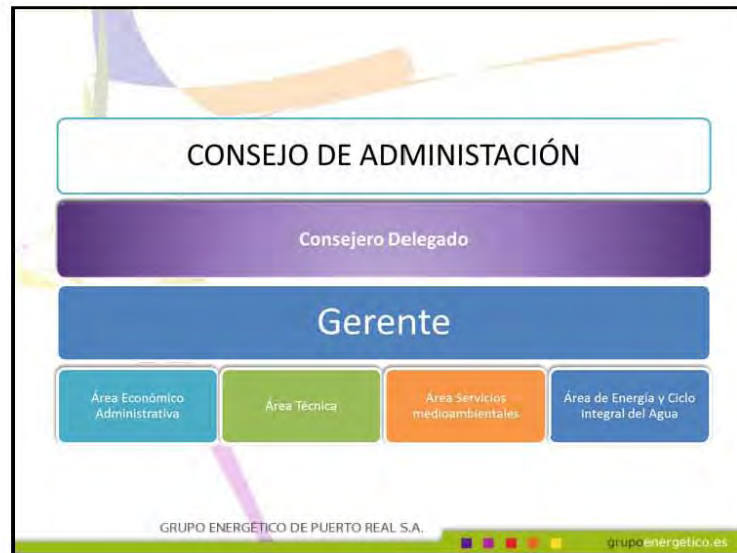 CONSEJO DE ADMINISTACIÓN
Consejero Delegado
Gerente
Área Económico
Administrativa
Área Técnica
Área Servicios
medioambientales
Área de Energía y Ciclo
Integral del Agua
GRUPO ENERGÉTICO DE PUERTO REAL S.A.
grupoenergetico.es